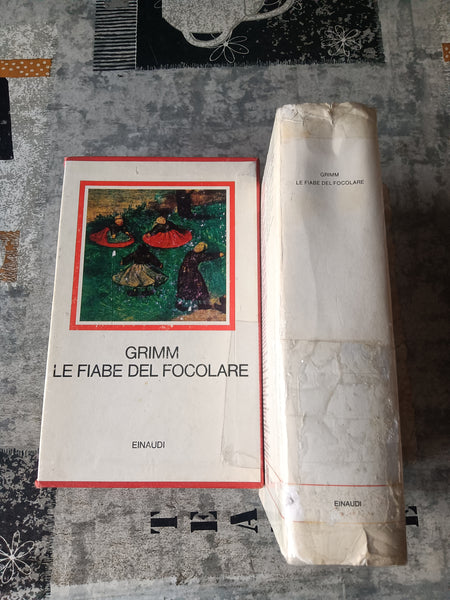 GRIMM
LE FIABE DEL FOCOLARE
EINAUDI
GRIMM
LE FIABE DEL FOCOLARE
EINAUDI
T E A